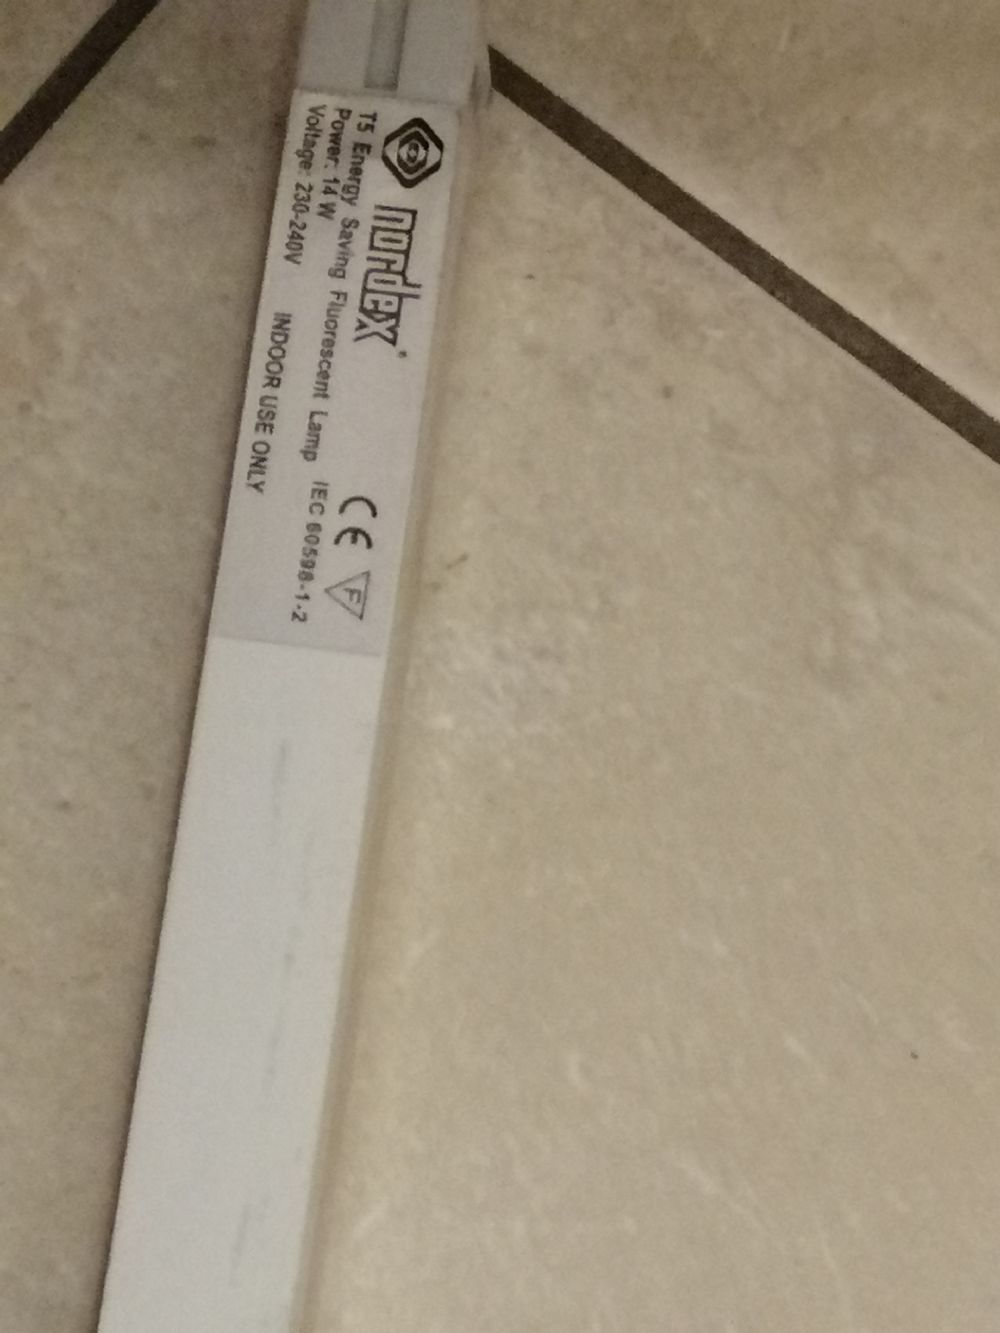 nordex®
CE F
T5 Energy Saving Fluorescent Lamp IEC 60598-1-2
Power: 14 W
Voltage: 230-240V INDOOR USE ONLY